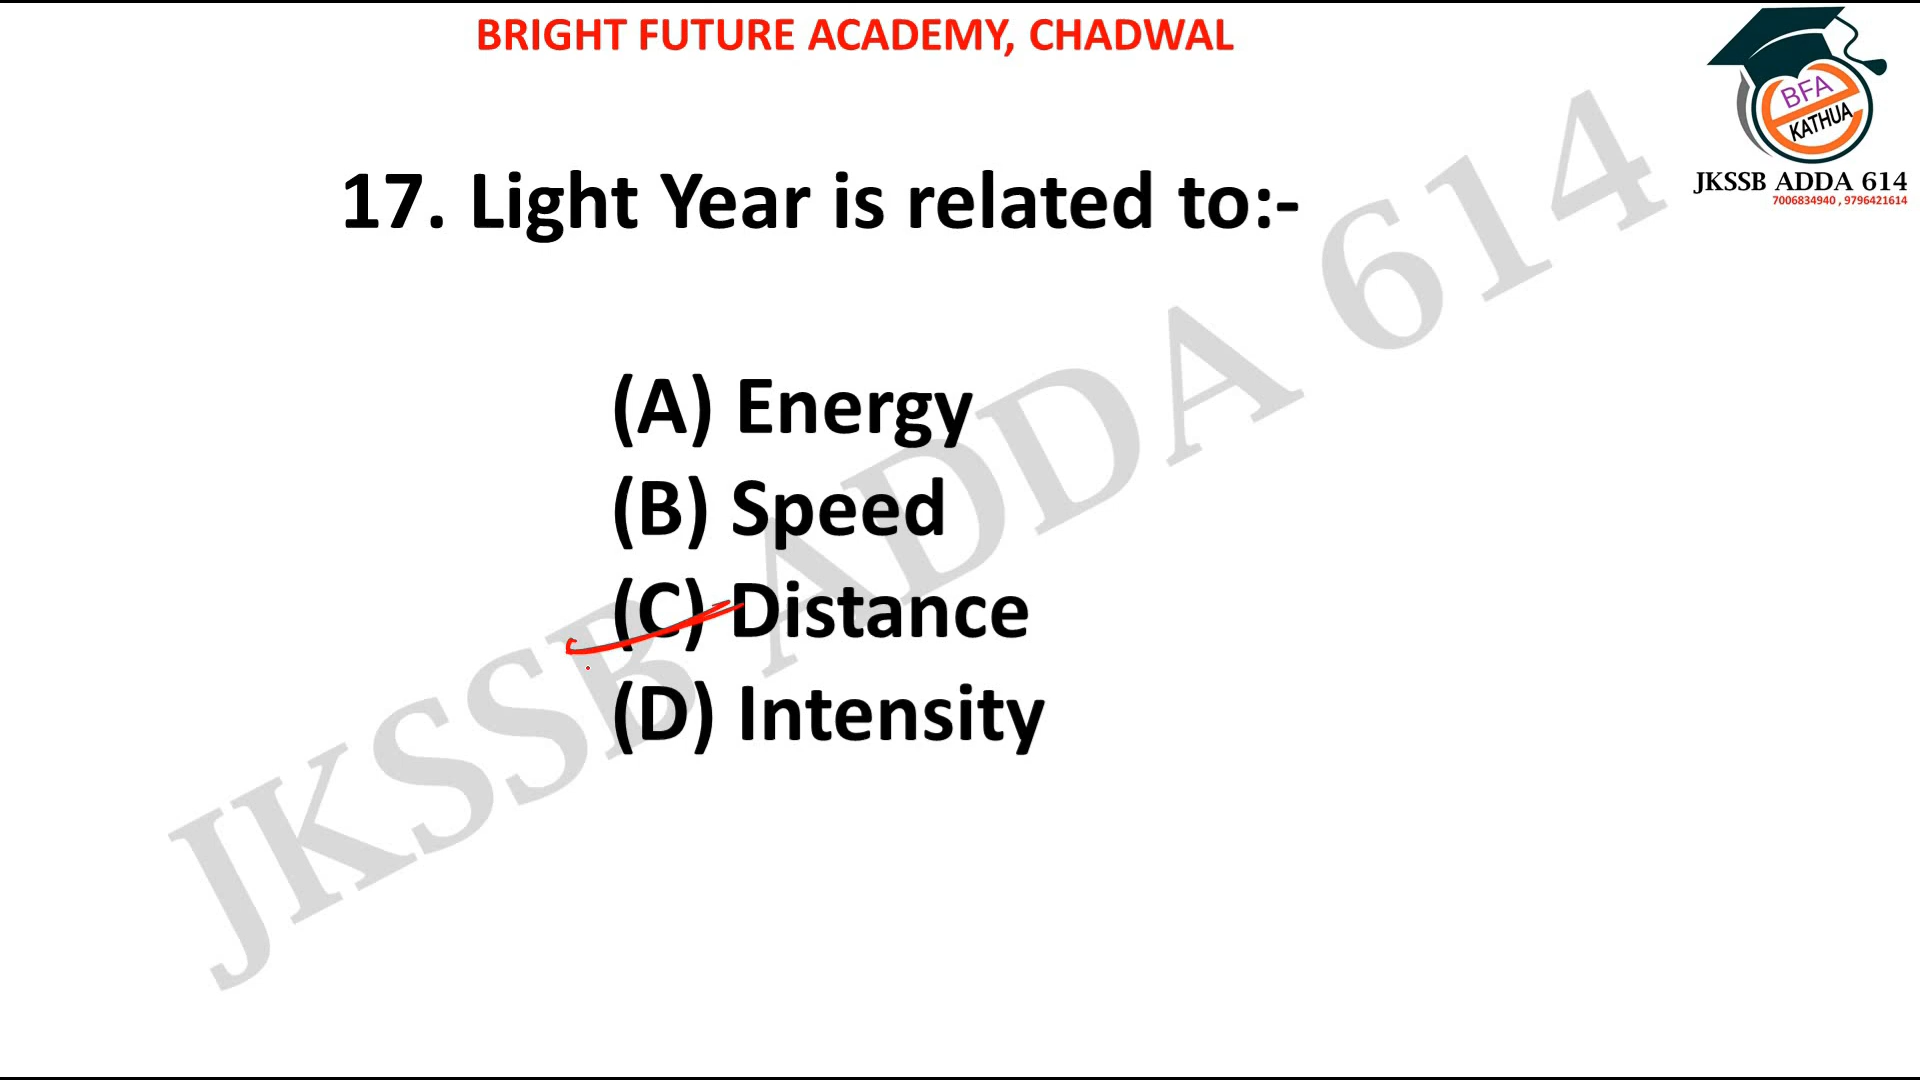 BRIGHT FUTURE ACADEMY, CHADWAL
BFA
KATHUA
JKSSB ADDA 614
7006834940 , 9796421614
17. Light Year is related to:-
(A) Energy
(B) Speed
(C) Distance
(D) Intensity
JKSSB ADDA 614